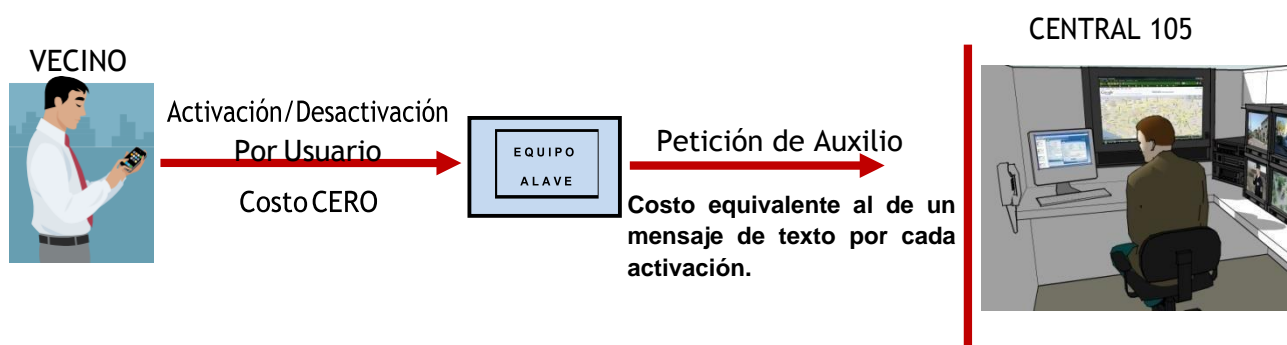 VECINO
Activación/Desactivación
Por Usuario
Costo CERO
EQUIPO
ALAVE
Petición de Auxilio
Costo equivalente al de un
mensaje de texto por cada
activación.
CENTRAL 105